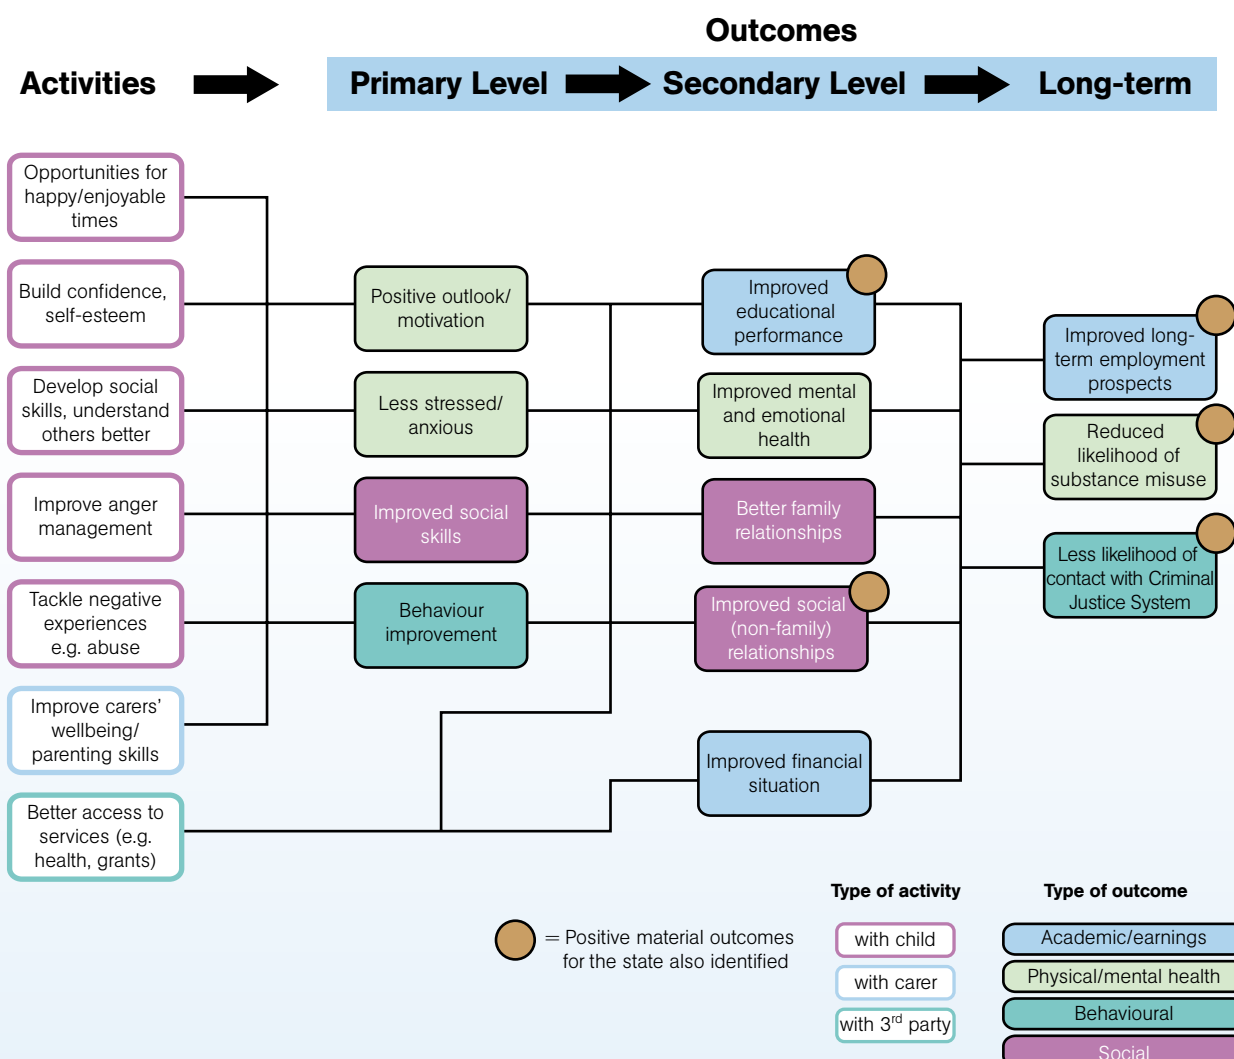 Outcomes
Activities
Primary Level
Secondary Level
Long-term
Opportunities for
happy/enjoyable
times
Build confidence,
self-esteem
Develop social
skills, understand
others better
Improve anger
management
Tackle negative
experiences
e.g. abuse
Improve carers’
wellbeing/
parenting skills
Better access to
services (e.g.
health, grants)
Positive outlook/
motivation
Less stressed/
anxious
Improved social
skills
Behaviour
improvement
Improved
educational
performance
Improved mental
and emotional
health
Better family
relationships
Improved social
(non-family)
relationships
Improved financial
situation
Improved long-
term employment
prospects
Reduced
likelihood of
substance misuse
Less likelihood of
contact with Criminal
Justice System
= Positive material outcomes
for the state also identified
Type of activity
with child
with carer
with 3rd party
Type of outcome
Academic/earnings
Physical/mental health
Behavioural
Social